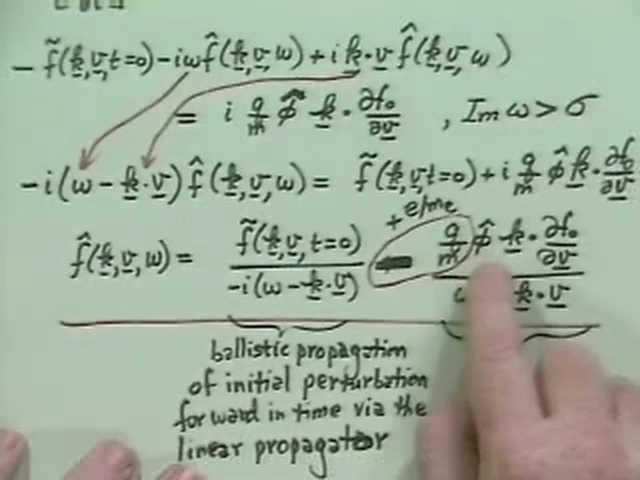 - f̃(k,v,t=0) - iω f̂(k,v,ω) + i k·v f̂(k,v,ω)
= i q/m φ̂ k · ∂f₀/∂v , Im ω > σ
-i(ω - k·v) f̂(k,v,ω) = f̃(k,v,t=0) + i q/m φ̂ k · ∂f₀/∂v
+e/me
f̂(k,v,ω) = f̃(k,v,t=0) / -i(ω - k·v) - q/m φ̂ k · ∂f₀/∂v / ω k·v
ballistic propagation
of initial perturbation
forward in time via the
linear propagator